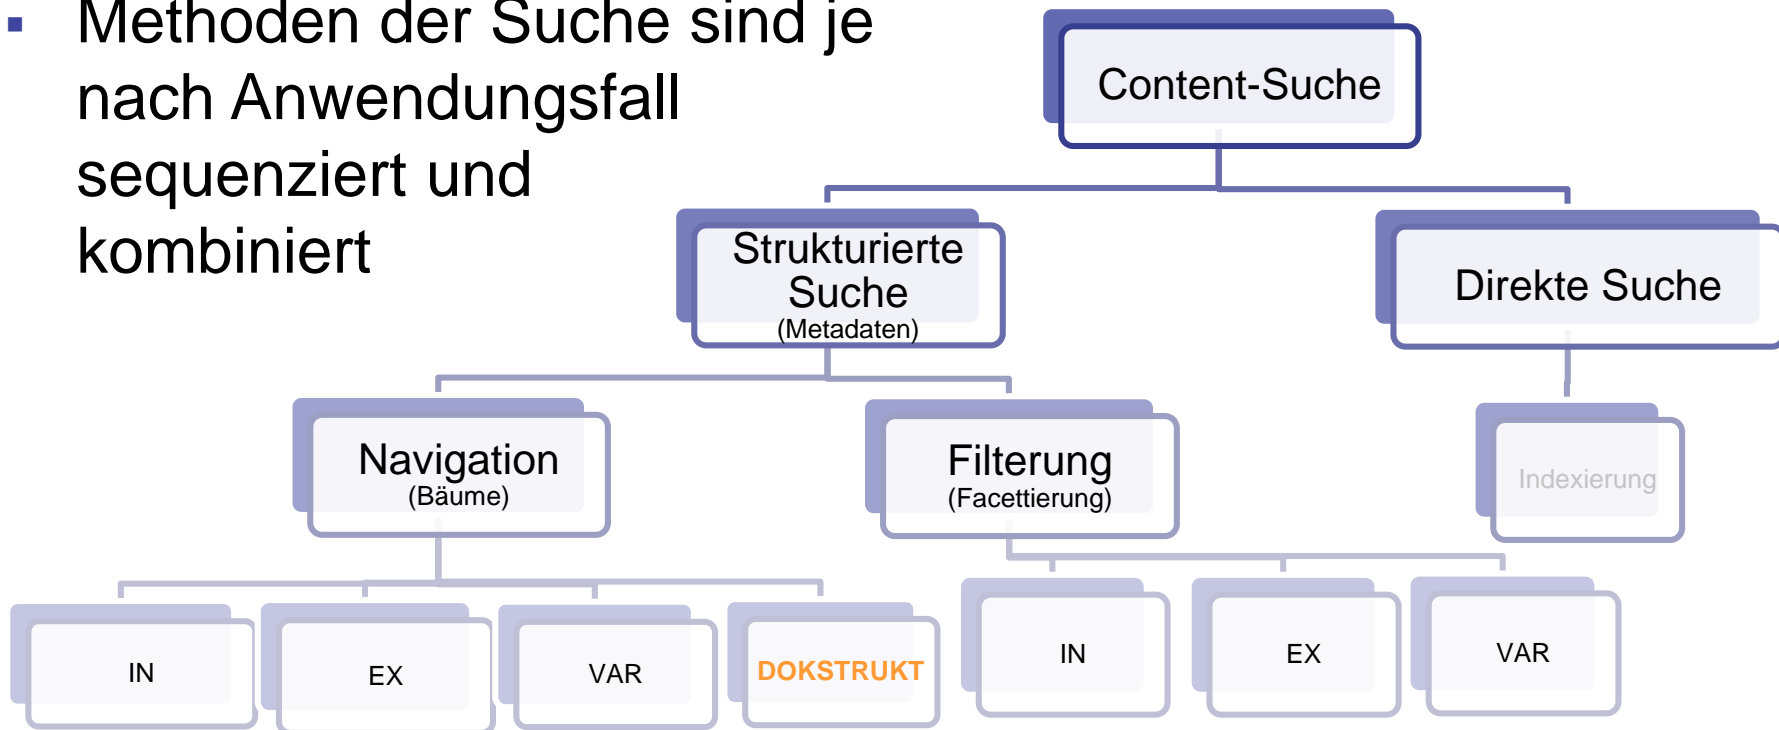 ▪ Methoden der Suche sind je
nach Anwendungsfall
sequenziert und
kombiniert
Content-Suche
Strukturierte
Suche
(Metadaten)
Direkte Suche
Navigation
(Bäume)
Filterung
(Facettierung)
Indexierung
IN
EX
VAR
DOKSTRUKT
IN
EX
VAR